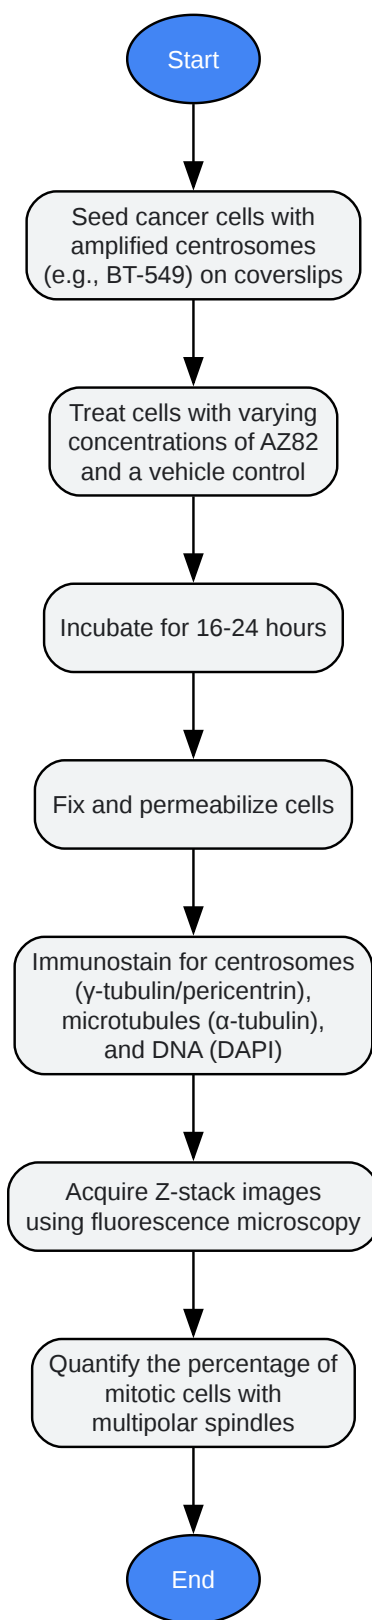 Start
Seed cancer cells with
amplified centrosomes
(e.g., BT-549) on coverslips
Treat cells with varying
concentrations of AZ82
and a vehicle control
Incubate for 16-24 hours
Fix and permeabilize cells
Immunostain for centrosomes
(γ-tubulin/pericentrin),
microtubules (α-tubulin),
and DNA (DAPI)
Acquire Z-stack images
using fluorescence microscopy
Quantify the percentage of
mitotic cells with
multipolar spindles
End